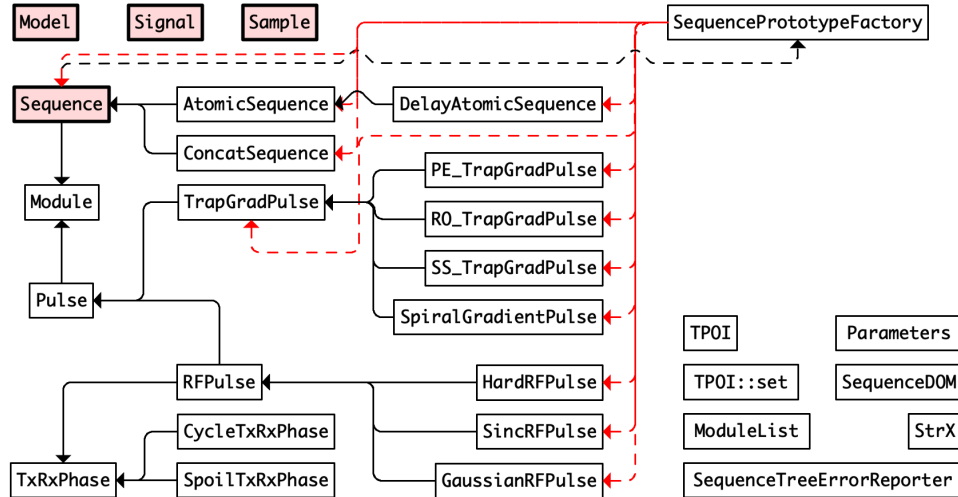 Model
Signal
Sample
SequencePrototypeFactory
Sequence
AtomicSequence
DelayAtomicSequence
ConcatSequence
PE_TrapGradPulse
Module
TrapGradPulse
RO_TrapGradPulse
SS_TrapGradPulse
Pulse
SpiralGradientPulse
TPOI
Parameters
RFPulse
HardRFPulse
TPOI::set
SequenceDOM
CycleTxRxPhase
SincRFPulse
ModuleList
StrX
TxRxPhase
SpoilTxRxPhase
GaussianRFPulse
SequenceTreeErrorReporter